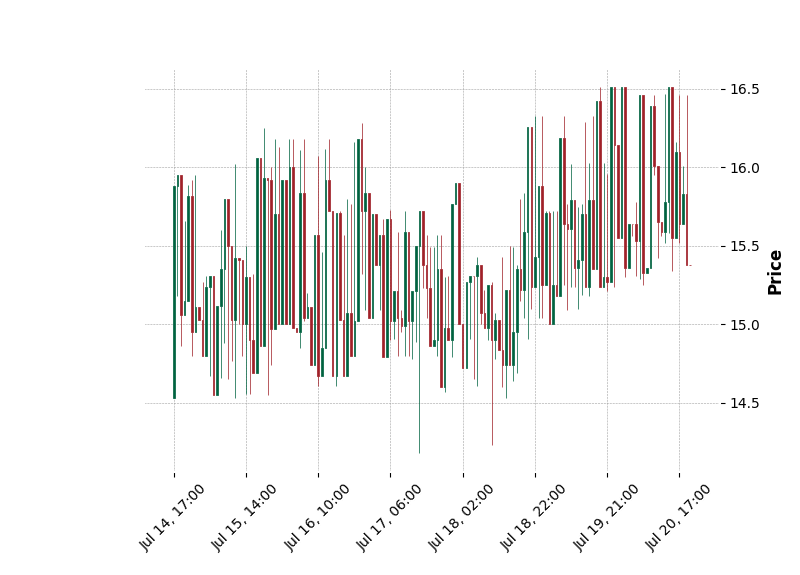 16.5
16.0
15.5
15.0
14.5
Price
Jul 14, 17:00
Jul 15, 14:00
Jul 16, 10:00
Jul 17, 06:00
Jul 18, 02:00
Jul 18, 22:00
Jul 19, 21:00
Jul 20, 17:00